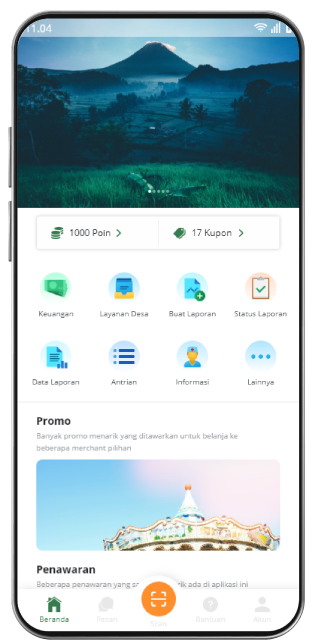 11.04
1000 Poin
17 Kupon
Keuangan
Layanan Desa
Buat Laporan
Status Laporan
Data Laporan
Antrian
Informasi
Lainnya
Promo
Banyak promo menarik yang ditawarkan untuk belanja ke
beberapa merchant pilihan
Penawaran
Beberapa penawaran yang ada di aplikasi ini
Beranda
Pesan
Scan
Bantuan
Akun